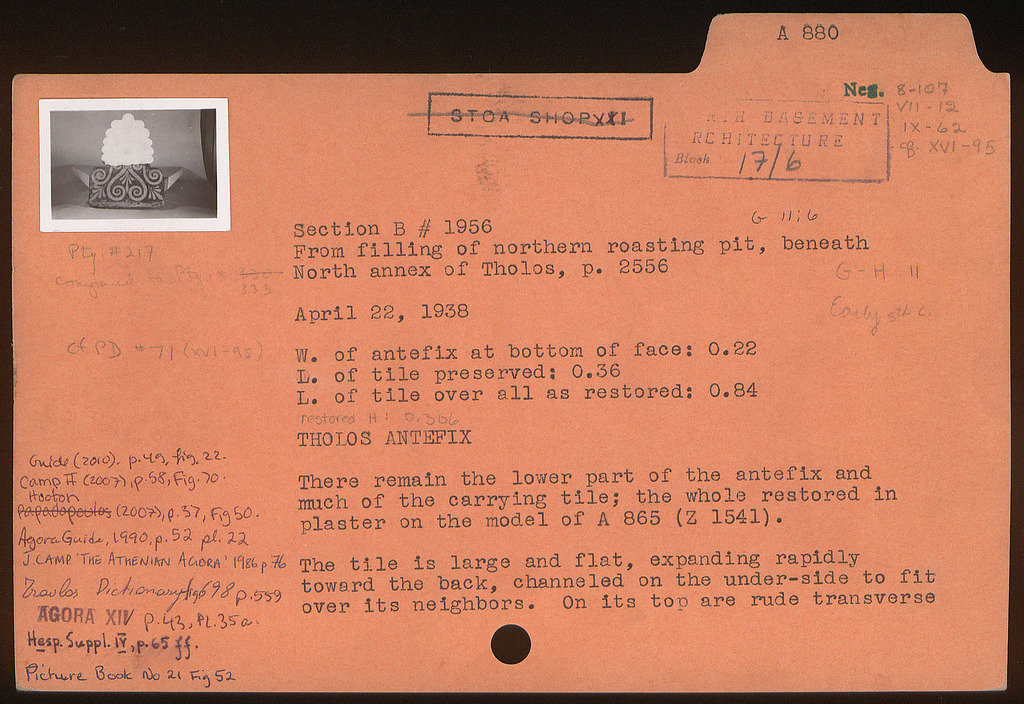 A 880
Neg. 8-107
VII-12
IX-62
XVI-95
STOA SHOP XXI
BASEMENT
RCHITECTURE
Block 17/6
G 11:6
Section B # 1956
From filling of northern roasting pit, beneath
North annex of Tholos, p. 2556
G-H 11
Early 5th c.
April 22, 1938
Ptg. #217
compared to Ptg. # 330
333
cf PD #71 (XVI-95)
W. of antefix at bottom of face: 0.22
L. of tile preserved: 0.36
L. of tile over all as restored: 0.84
restored H: 0.306
THOLOS ANTEFIX
There remain the lower part of the antefix and
much of the carrying tile; the whole restored in
plaster on the model of A 865 (Z 1541).
The tile is large and flat, expanding rapidly
toward the back, channeled on the under-side to fit
over its neighbors. On its top are rude transverse
Guide (2010). p.49, fig. 22.
Camp II (2007), p.58, Fig. 70.
Hooton
Papadopoulos (2007), p.37, Fig 50.
Agora Guide, 1990, p.52 pl. 22
J. CAMP 'THE ATHENIAN AGORA' 1986 p 76
Travlos Dictionary fig 698 p.559
AGORA XIV p.43, PL.35a.
Hesp. Suppl. IV, p.65 ff.
Picture Book No 21 Fig 52